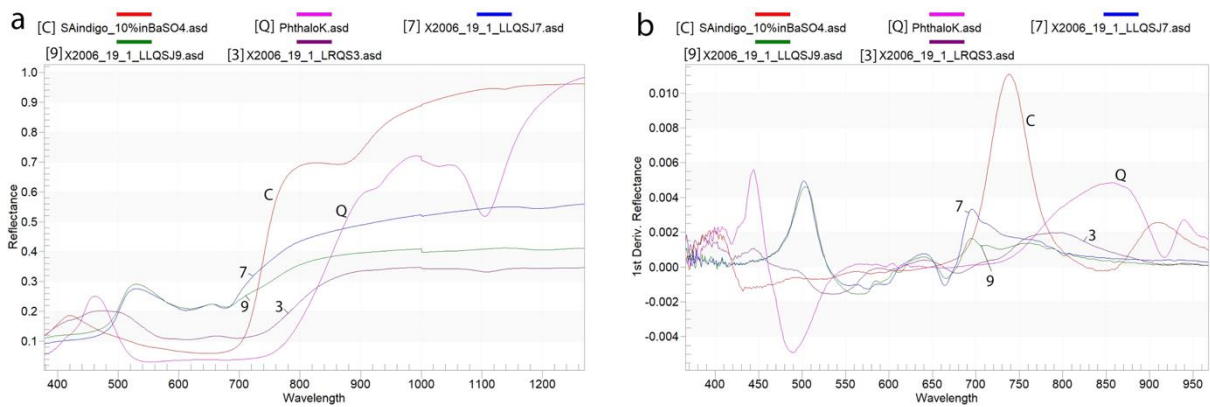 a
[C] SAindigo_10%inBaSO4.asd [Q] PhthaloK.asd [7] X2006_19_1_LLQSJ7.asd
[9] X2006_19_1_LLQSJ9.asd [3] X2006_19_1_LRQS3.asd
1.0
0.9
0.8
0.7
0.6
0.5
0.4
0.3
0.2
0.1
Reflectance
C
Q
7
9
3
400 500 600 700 800 900 1000 1100 1200
Wavelength
b
[C] SAindigo_10%inBaSO4.asd [Q] PhthaloK.asd [7] X2006_19_1_LLQSJ7.asd
[9] X2006_19_1_LLQSJ9.asd [3] X2006_19_1_LRQS3.asd
0.010
0.008
0.006
0.004
0.002
0.000
-0.002
-0.004
1st Deriv. Reflectance
C
Q
7
3
9
400 450 500 550 600 650 700 750 800 850 900 950
Wavelength